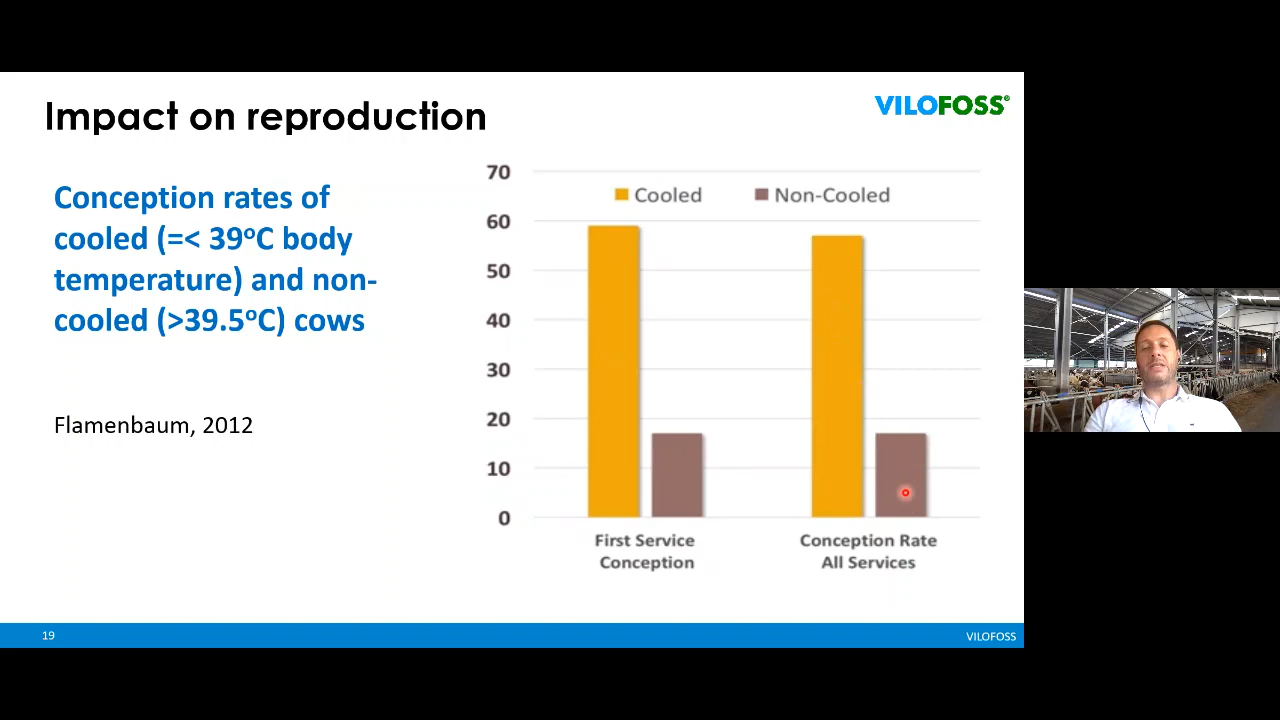 Impact on reproduction
VILOFOSS®
Conception rates of
cooled (=< 39°C body
temperature) and non-
cooled (>39.5°C) cows
Flamenbaum, 2012
Cooled
Non-Cooled
70
60
50
40
30
20
10
0
First Service
Conception
Conception Rate
All Services
19
VILOFOSS